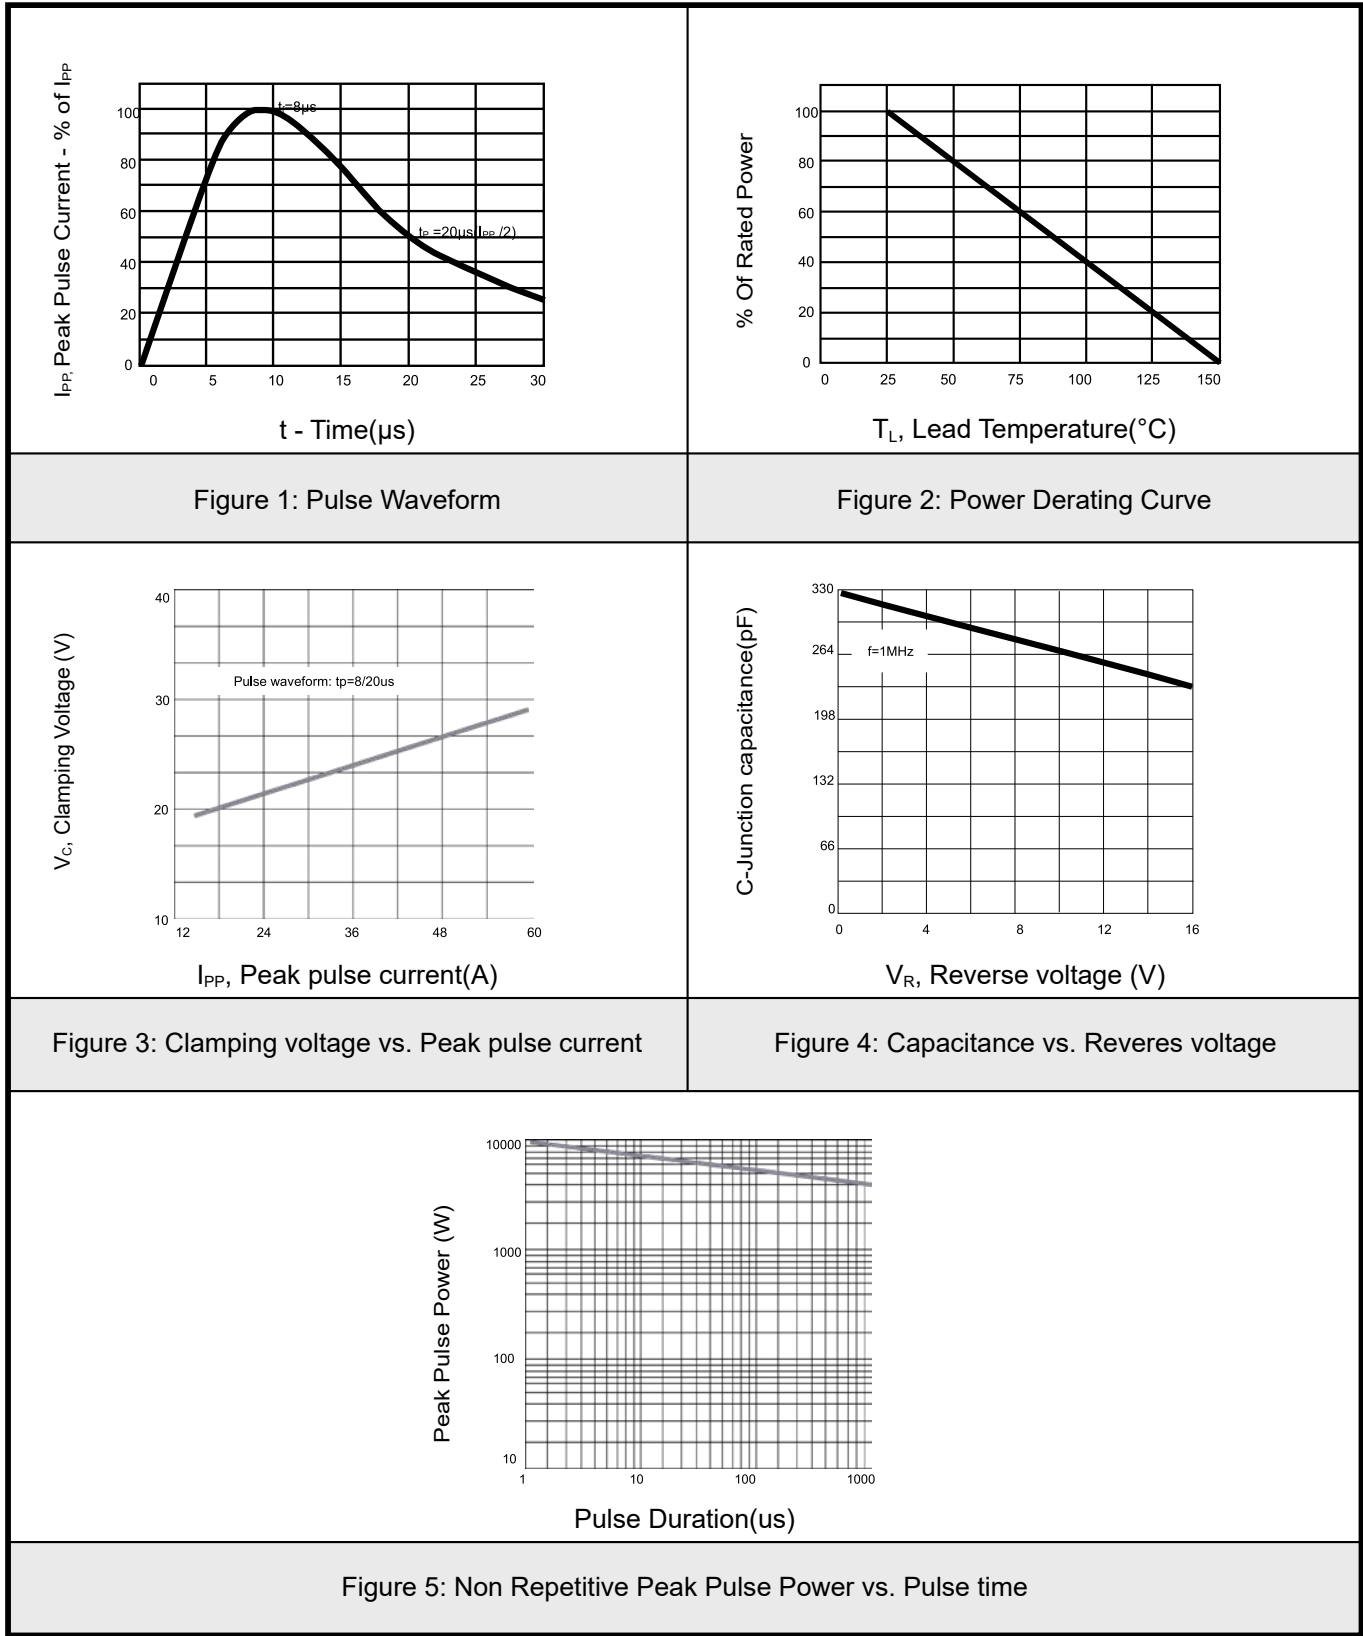 IPP, Peak Pulse Current - % of IPP
100
80
60
40
20
0
tr=8µs
tP =20µs(IPP /2)
0 5 10 15 20 25 30
t - Time(µs)
Figure 1: Pulse Waveform
% Of Rated Power
100
80
60
40
20
0
0 25 50 75 100 125 150
TL, Lead Temperature(°C)
Figure 2: Power Derating Curve
VC, Clamping Voltage (V)
40
30
20
10
Pulse waveform: tp=8/20us
12 24 36 48 60
IPP, Peak pulse current(A)
Figure 3: Clamping voltage vs. Peak pulse current
C-Junction capacitance(pF)
330
264
198
132
66
0
f=1MHz
0 4 8 12 16
VR, Reverse voltage (V)
Figure 4: Capacitance vs. Reveres voltage
Peak Pulse Power (W)
10000
1000
100
10
1 10 100 1000
Pulse Duration(us)
Figure 5: Non Repetitive Peak Pulse Power vs. Pulse time